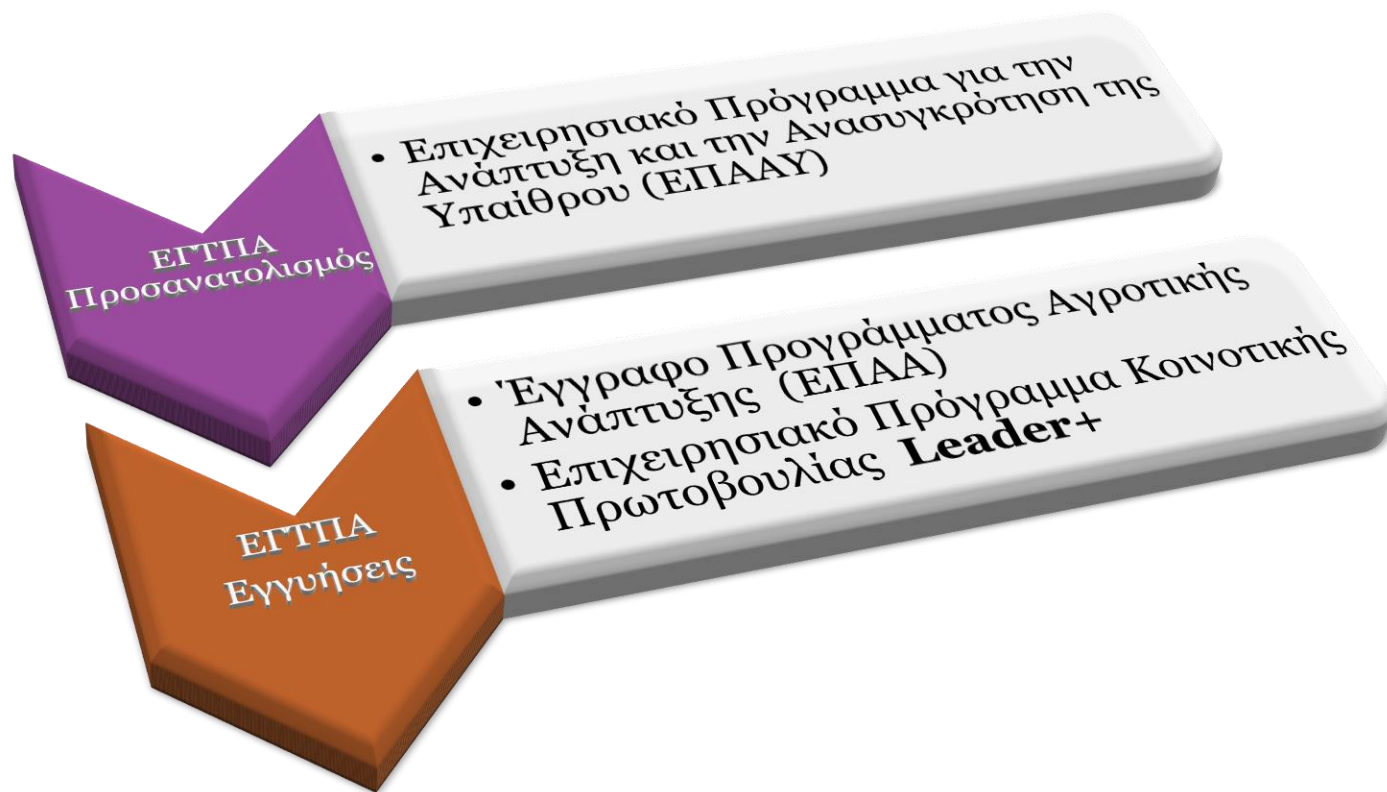 ΕΓΤΠΑ
Προσανατολισμός
• Επιχειρησιακό Πρόγραμμα για την
Ανάπτυξη και την Ανασυγκρότηση της
Υπαίθρου (ΕΠΑΑΥ)
ΕΓΤΠΑ
Εγγυήσεις
• Έγγραφο Προγράμματος Αγροτικής
Ανάπτυξης (ΕΠΑΑ)
• Επιχειρησιακό Πρόγραμμα Κοινοτικής
Πρωτοβουλίας Leader+